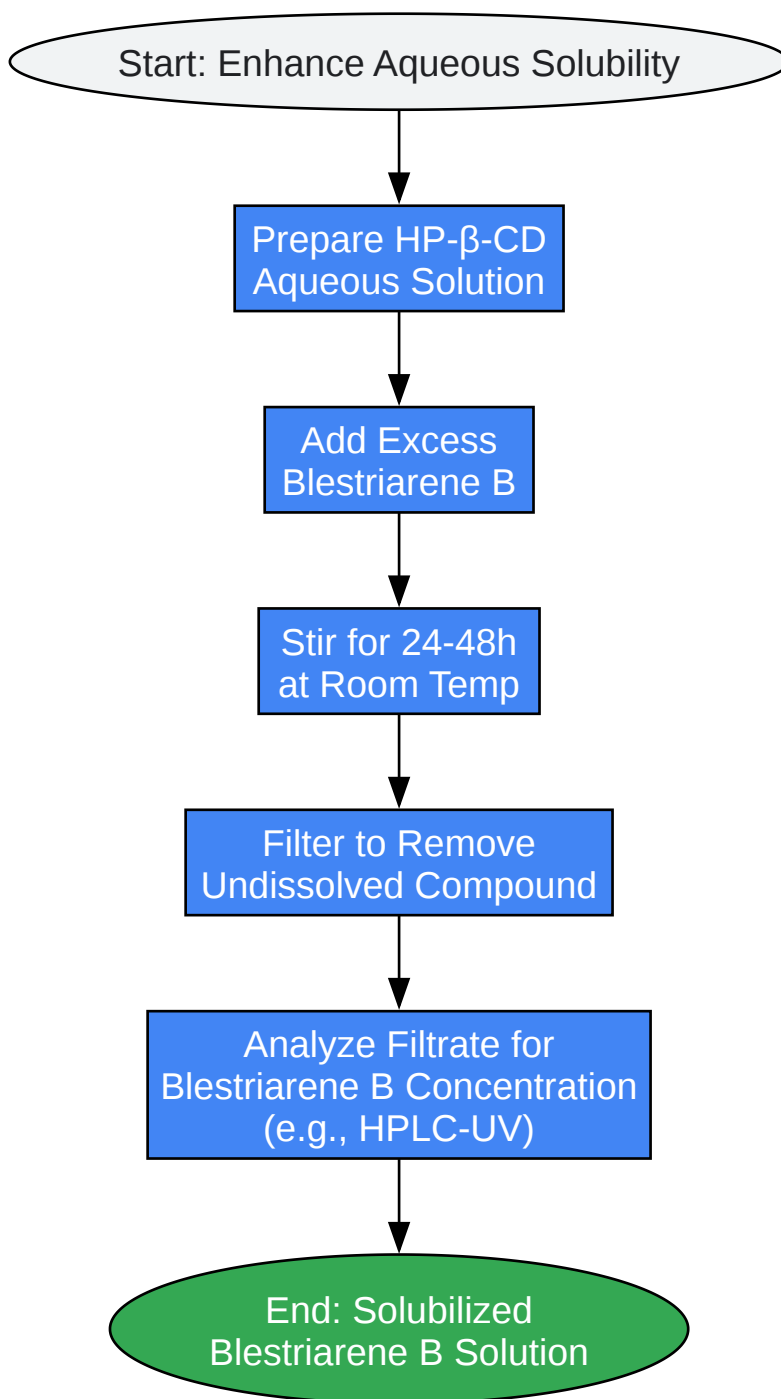 Start: Enhance Aqueous Solubility
Prepare HP-β-CD
Aqueous Solution
Add Excess
Blestriarene B
Stir for 24-48h
at Room Temp
Filter to Remove
Undissolved Compound
Analyze Filtrate for
Blestriarene B Concentration
(e.g., HPLC-UV)
End: Solubilized
Blestriarene B Solution